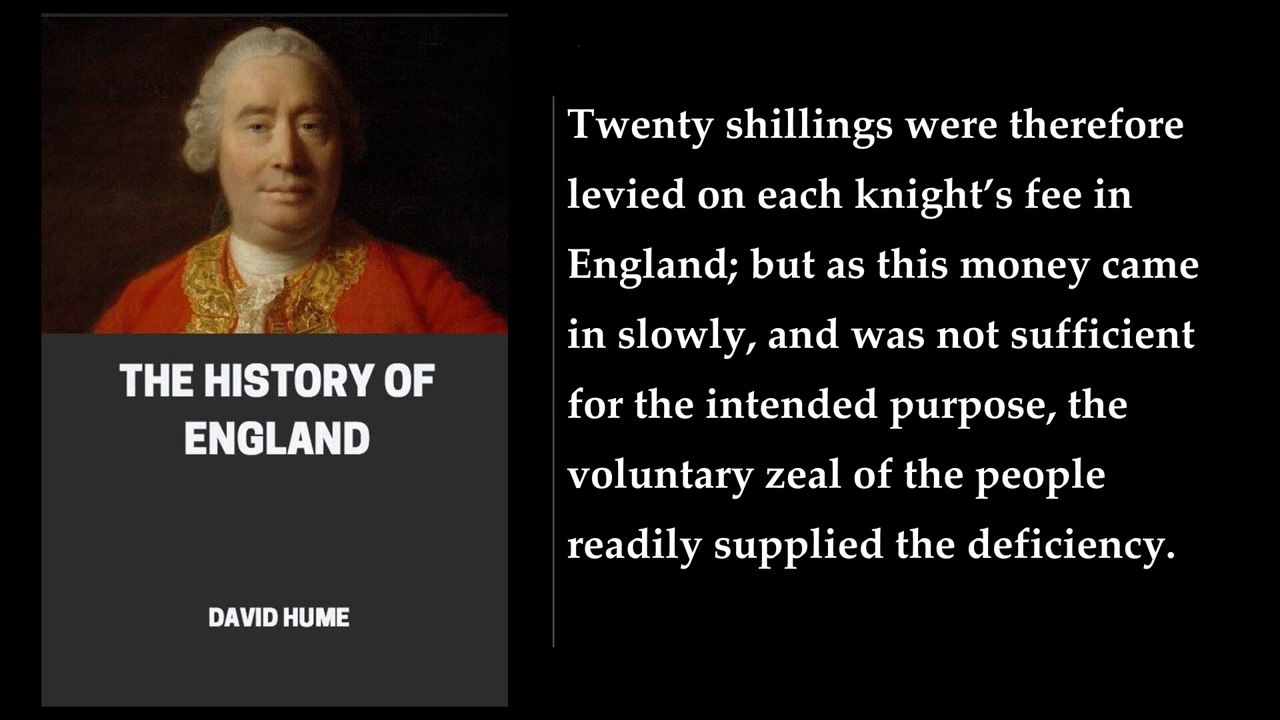 THE HISTORY OF
ENGLAND
DAVID HUME
Twenty shillings were therefore
levied on each knight’s fee in
England; but as this money came
in slowly, and was not sufficient
for the intended purpose, the
voluntary zeal of the people
readily supplied the deficiency.